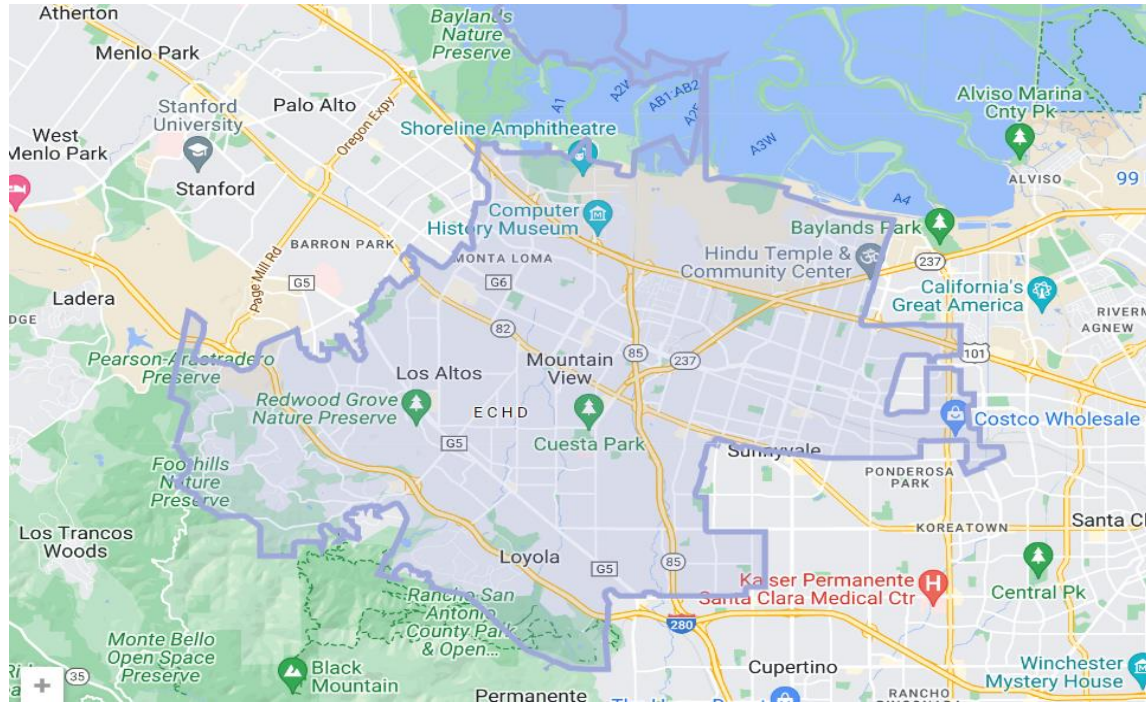 Atherton
Baylands
Nature
Preserve
Menlo Park
Palo Alto
Oregon Expy
A1
A2W
AB1-AB2
A2E
A3W
A4
Alviso Marina
Cnty Pk
ALVISO
99
Stanford
University
West
Menlo Park
Stanford
Shoreline Amphitheatre
Computer
History Museum
Baylands Park
Hindu Temple &
Community Center
237
California's
Great America
RIVERM
AGNEW
BARRON PARK
MONTA LOMA
Page Mill Rd
G5
G6
Ladera
DGE
82
85
237
101
Pearson-Arastradero
Preserve
Los Altos
Mountain
View
Redwood Grove
Nature Preserve
ECHD
Cuesta Park
Costco Wholesale
G5
Sunnyvale
PONDEROSA
PARK
Foothills
Nature
Preserve
Los Trancos
Woods
KOREATOWN
Santa Cl
Loyola
G5
85
Kaiser Permanente
Santa Clara Medical Ctr
Central Pk
Rancho San
Antonio
County Park
& Open...
280
Monte Bello
Open Space
Preserve
35
Black
Mountain
Cupertino
Winchester
Mystery House
Permanente
RANCHO
+